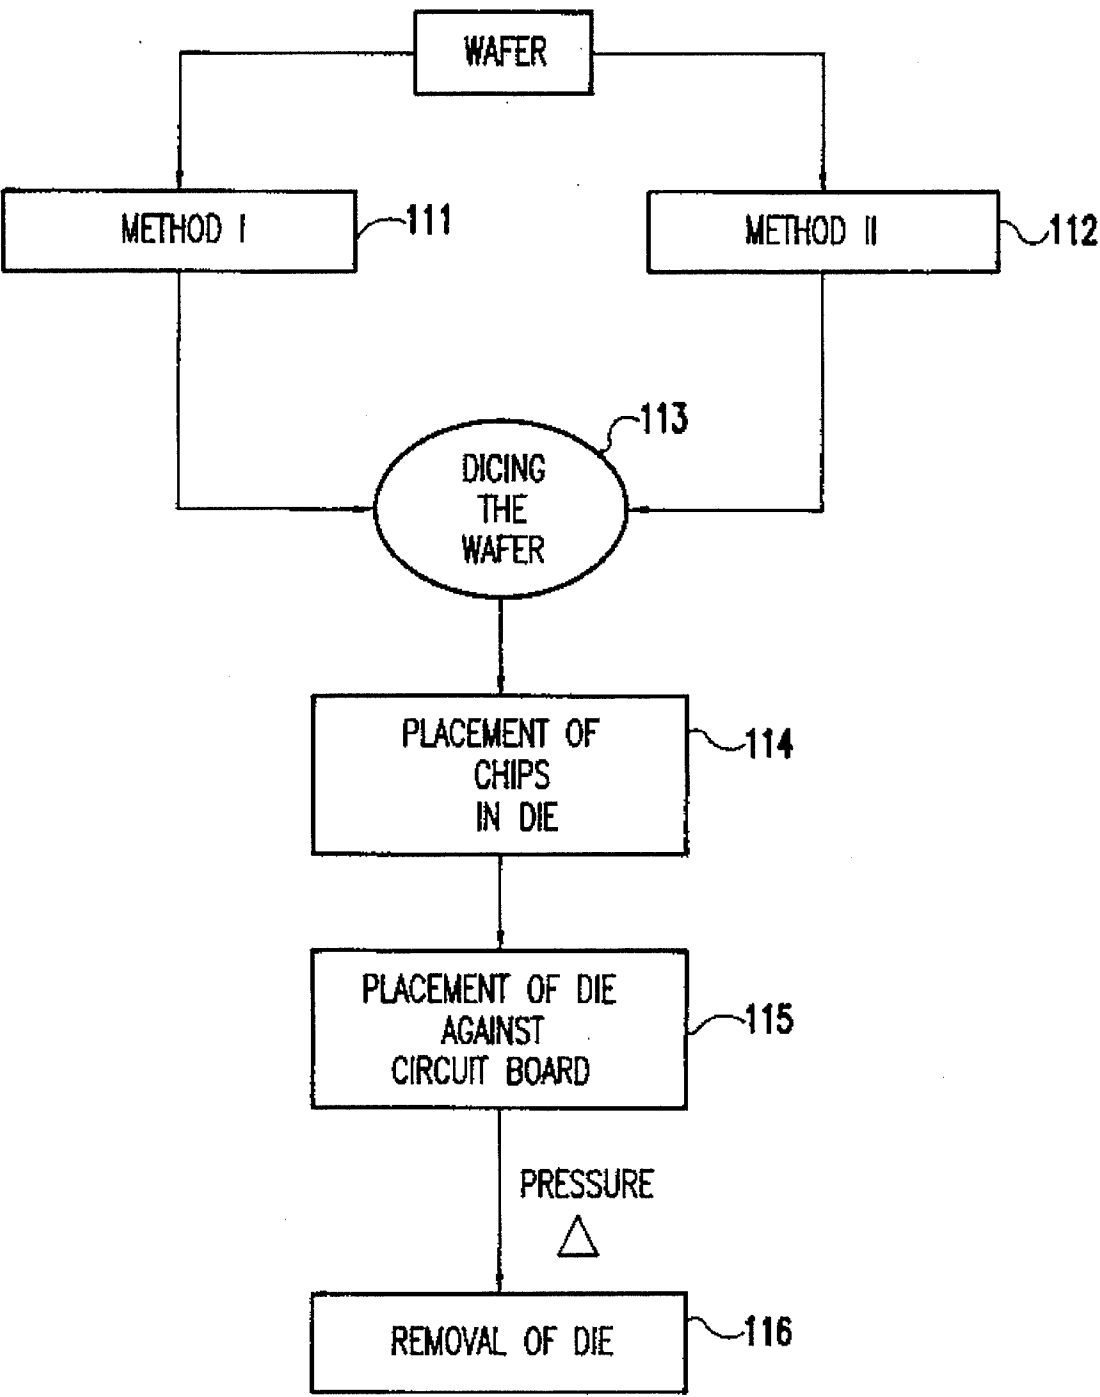 WAFER
METHOD I
111
METHOD II
112
113
DICING
THE
WAFER
PLACEMENT OF
CHIPS
IN DIE
114
PLACEMENT OF DIE
AGAINST
CIRCUIT BOARD
115
PRESSURE
△
REMOVAL OF DIE
116